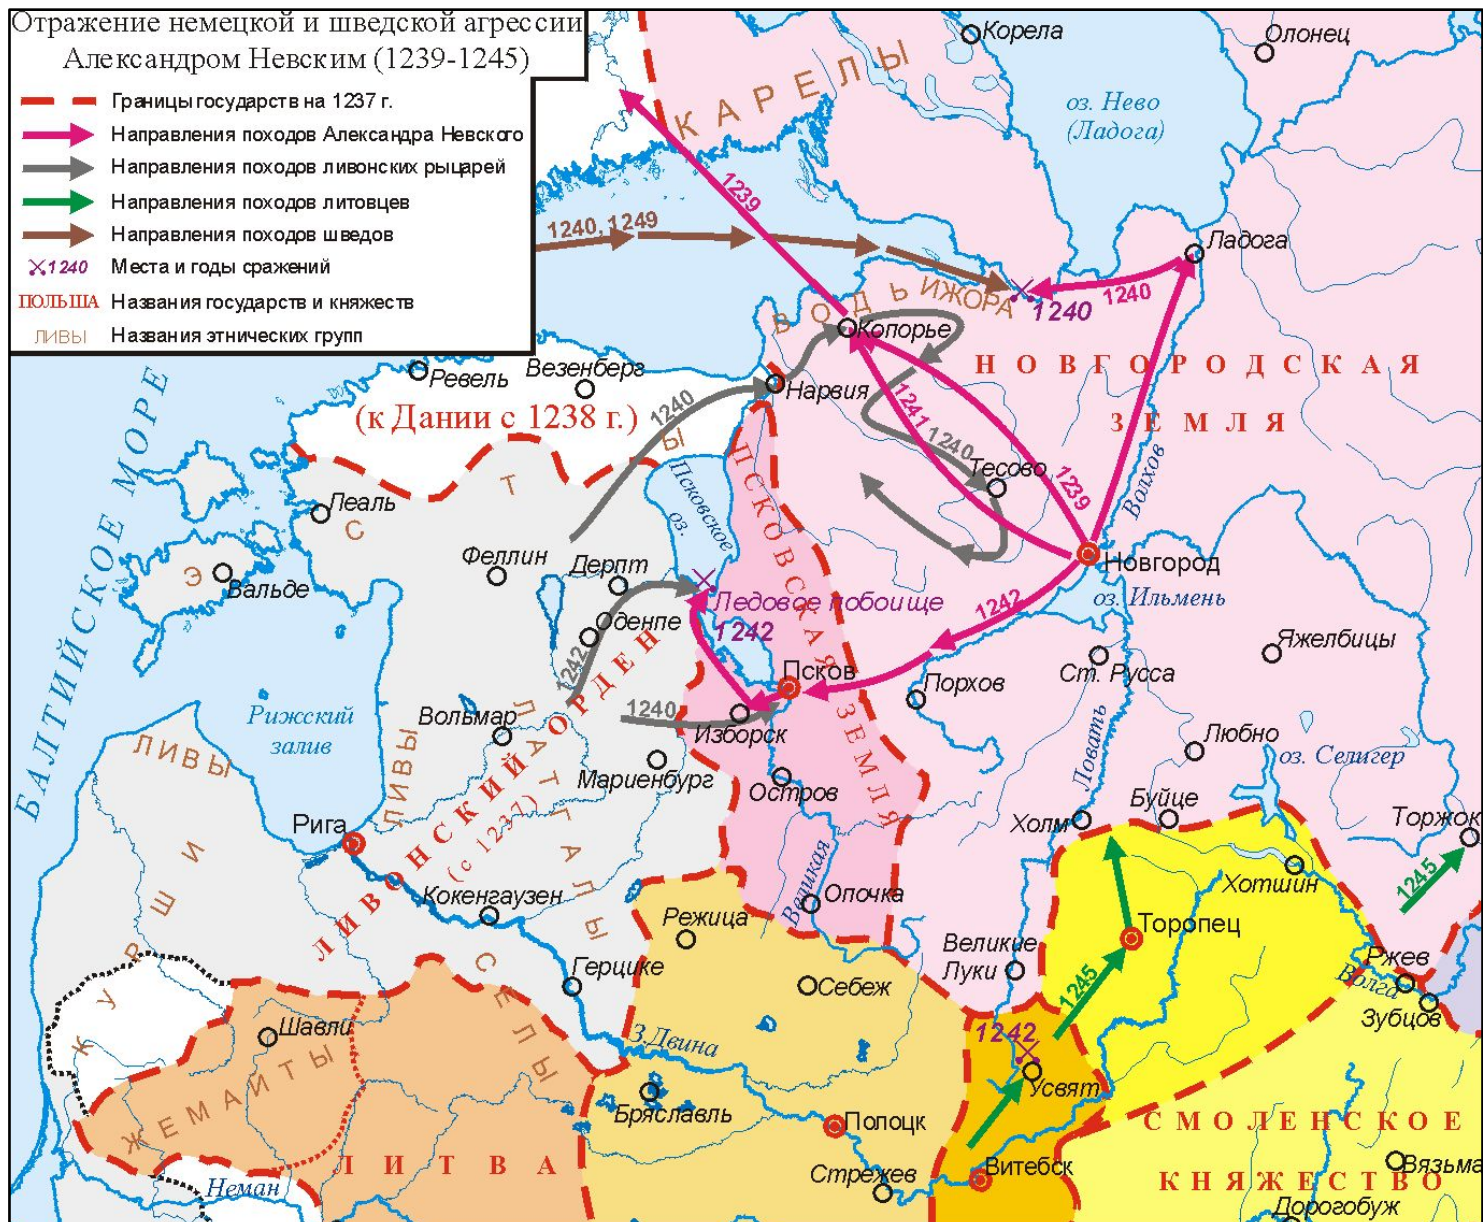 Отражение немецкой и шведской агрессии
Александром Невским (1239-1245)
Границы государств на 1237 г.
Направления походов Александра Невского
Направления походов ливонских рыцарей
Направления походов литовцев
Направления походов шведов
1240 Места и годы сражений
ПОЛЬША Названия государств и княжеств
ЛИВЫ Названия этнических групп
Корела
Олонец
КАРЕЛЫ
оз. Нево
(Ладога)
1239
1240, 1249
Ладога
1240
1240
ВОДЬ
ИЖОРА
Копорье
НОВГОРОДСКАЯ
ЗЕМЛЯ
Ревель
Везенберг
Нарвия
(к Дании с 1238 г.)
1240
1241
1240
Тесово
1239
Волхов
БАЛТИЙСКОЕ МОРЕ
ЭСТЫ
Псковское
оз.
ПСКОВСКАЯ ЗЕМЛЯ
Леаль
Вальде
Феллин
Дерпт
Оденпе
Ледовое побоище
1242
1242
Новгород
оз. Ильмень
1242
Псков
Порхов
Ст. Русса
Яжелбицы
Рижский
залив
Вольмар
1240
Изборск
Мариенбург
Остров
Ловать
Любно
оз. Селигер
ЛИВЫ
ЛИВЫ
ЛАТГАЛЫ
ЛИВОНСКИЙ ОРДЕН
(с 1237)
Рига
Холм
Буйце
Торжок
Хотшин
1245
Кокенгаузен
Великая
Опочка
Режица
КУРШИ
СЕЛЫ
Герцике
Себеж
Великие
Луки
Торопец
1245
Ржев
Волга
Зубцов
Шавли
ЖЕМАЙТЫ
З.Двина
1242
Усвят
Бряславль
Полоцк
СМОЛЕНСКОЕ
КНЯЖЕСТВО
ЛИТВА
Неман
Стрежев
Витебск
Вязьма
Дорогобуж